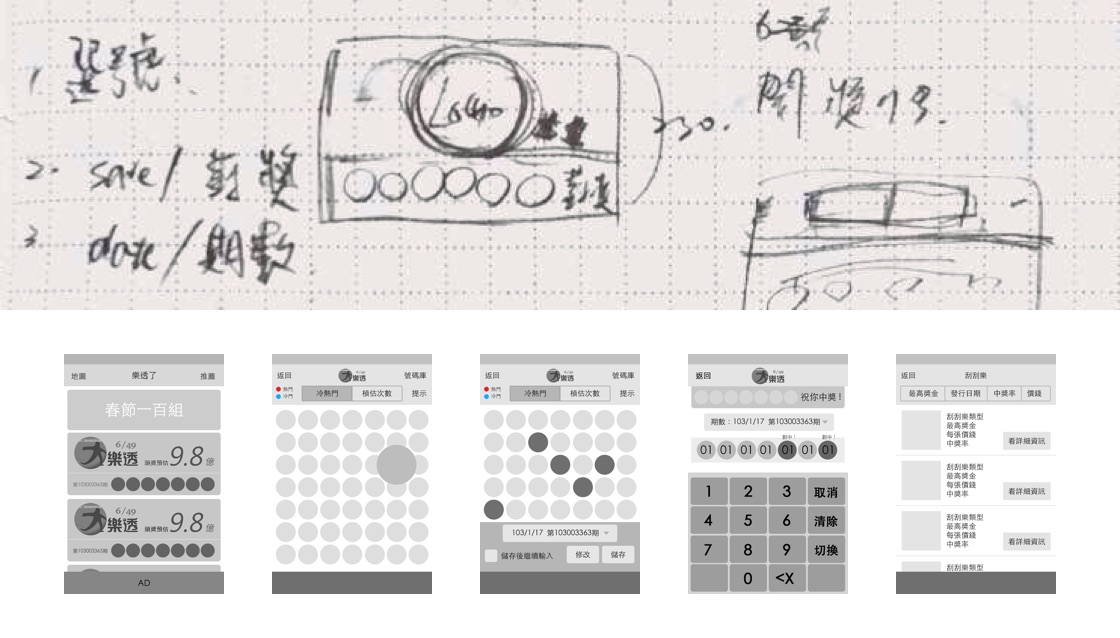 1. 選號.
2. save/ 對獎
3. date/期數
Lotto
對獎
230.
開獎
地圖 樂透了 推薦
春節一百組
6/49
大樂透 頭獎預估 9.8 億
第103003363期
6/49
大樂透 頭獎預估 9.8 億
第103003363期
AD
返回 6/49 大樂透 號碼庫
熱門
冷門
冷熱門 積估次數 提示
返回 6/49 大樂透 號碼庫
熱門
冷門
冷熱門 積估次數 提示
103/1/17 第103003363期
儲存後繼續輸入 修改 儲存
返回 6/49 大樂透
祝你中獎！
期數：103/1/17 第103003363期
01 01 01 01 01 01 01
1 2 3 取消
4 5 6 清除
7 8 9 切換
0 <X
返回 刮刮樂
最高獎金 發行日期 中獎率 價錢
刮刮樂類型
最高獎金
每張價錢
中獎率
看詳細資訊
刮刮樂類型
最高獎金
每張價錢
中獎率
看詳細資訊
刮刮樂類型
最高獎金
每張價錢
中獎率
看詳細資訊
刮刮樂類型